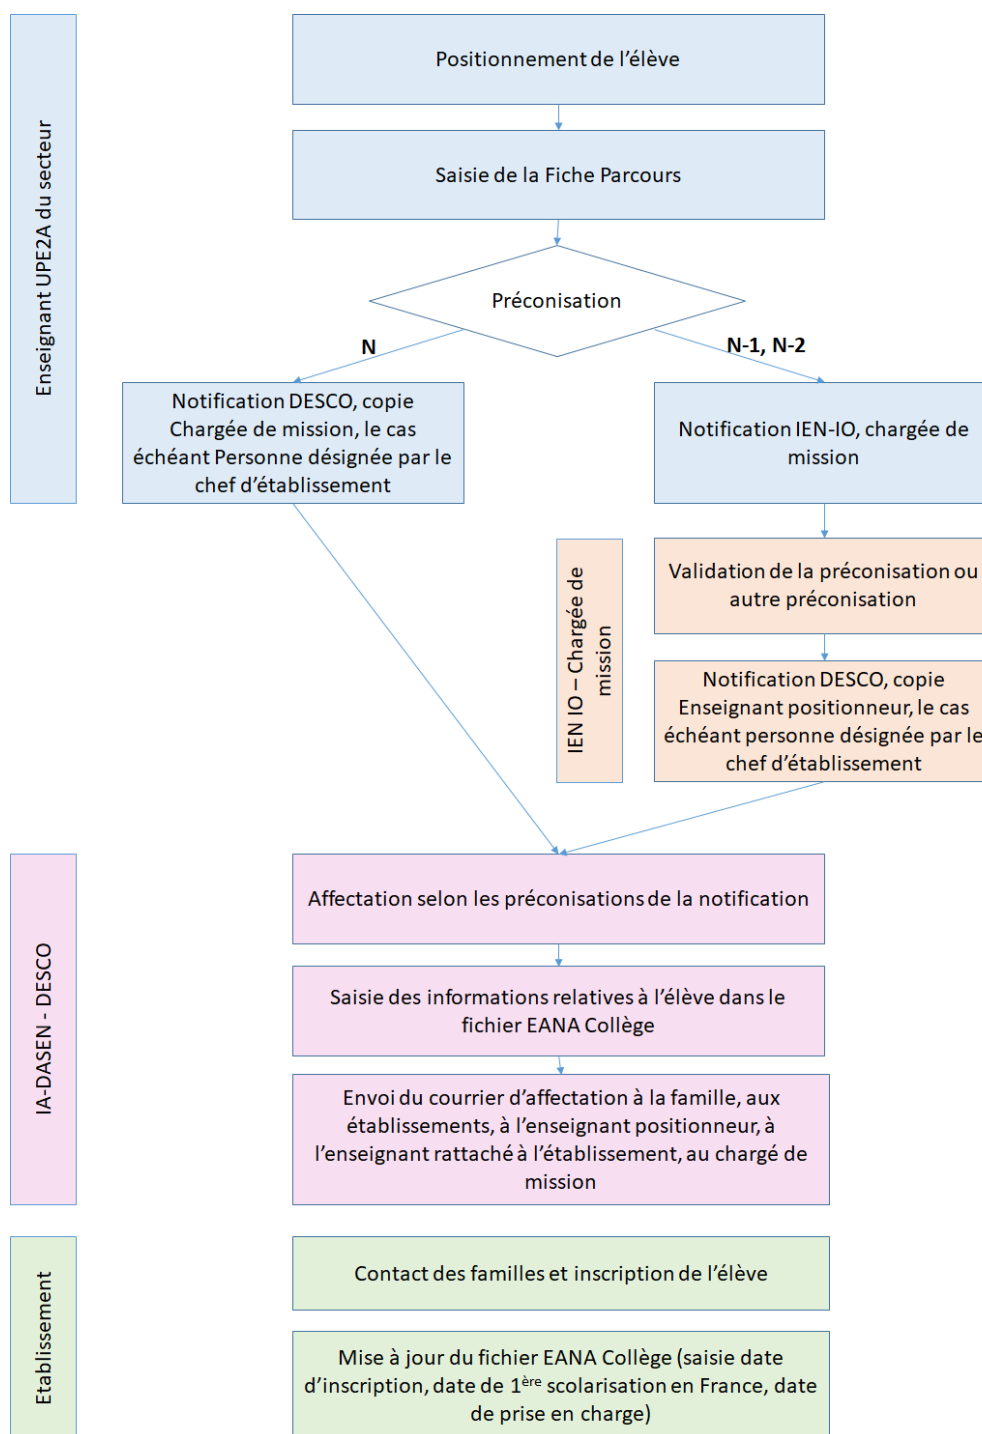 Enseignant UPE2A du secteur
Positionnement de l’élève
Saisie de la Fiche Parcours
Préconisation
N
N-1, N-2
Notification DESCO, copie
Chargée de mission, le cas
échéant Personne désignée par le
chef d’établissement
Notification IEN-IO, chargée de
mission
IEN IO – Chargée de
mission
Validation de la préconisation ou
autre préconisation
Notification DESCO, copie
Enseignant positionneur, le cas
échéant personne désignée par le
chef d’établissement
IA-DASEN - DESCO
Affectation selon les préconisations de la notification
Saisie des informations relatives à l’élève dans le
fichier EANA Collège
Envoi du courrier d’affectation à la famille, aux
établissements, à l’enseignant positionneur, à
l’enseignant rattaché à l’établissement, au chargé de
mission
Etablissement
Contact des familles et inscription de l’élève
Mise à jour du fichier EANA Collège (saisie date
d’inscription, date de 1ère scolarisation en France, date
de prise en charge)